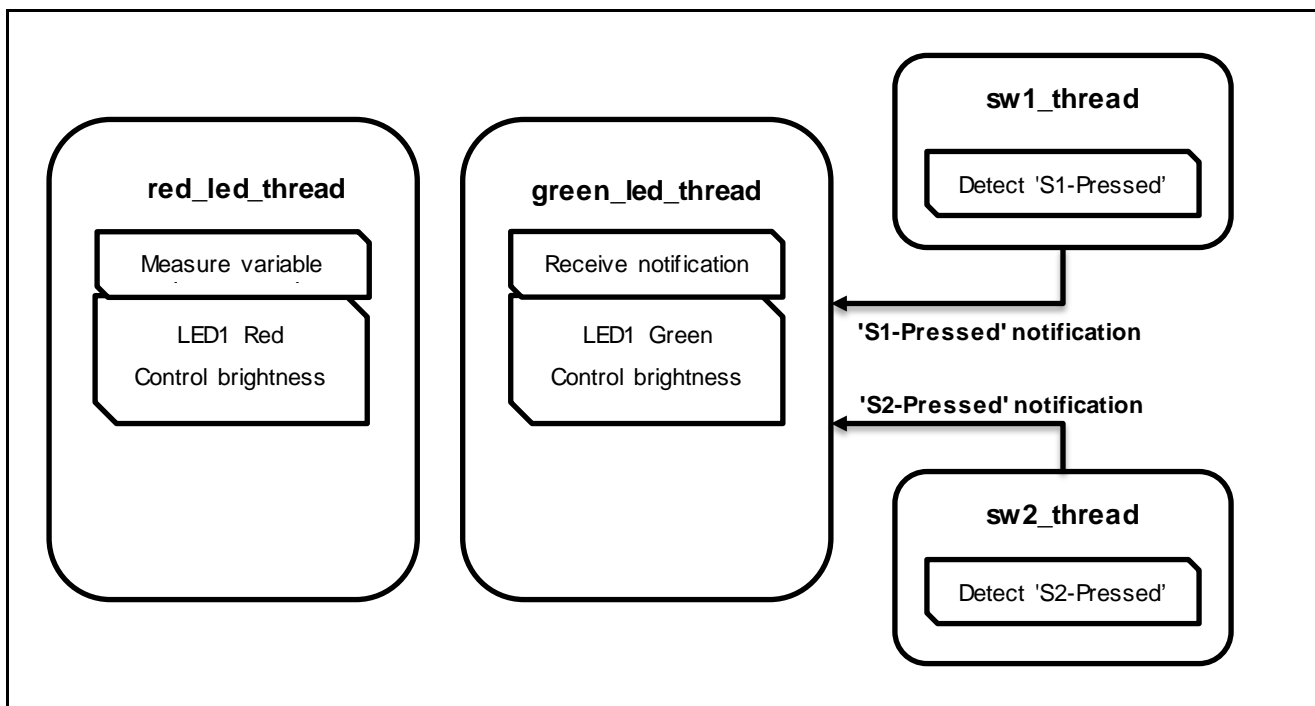 red_led_thread
Measure variable
LED1 Red
Control brightness
green_led_thread
Receive notification
LED1 Green
Control brightness
sw1_thread
Detect 'S1-Pressed’
'S1-Pressed' notification
'S2-Pressed' notification
sw2_thread
Detect 'S2-Pressed’